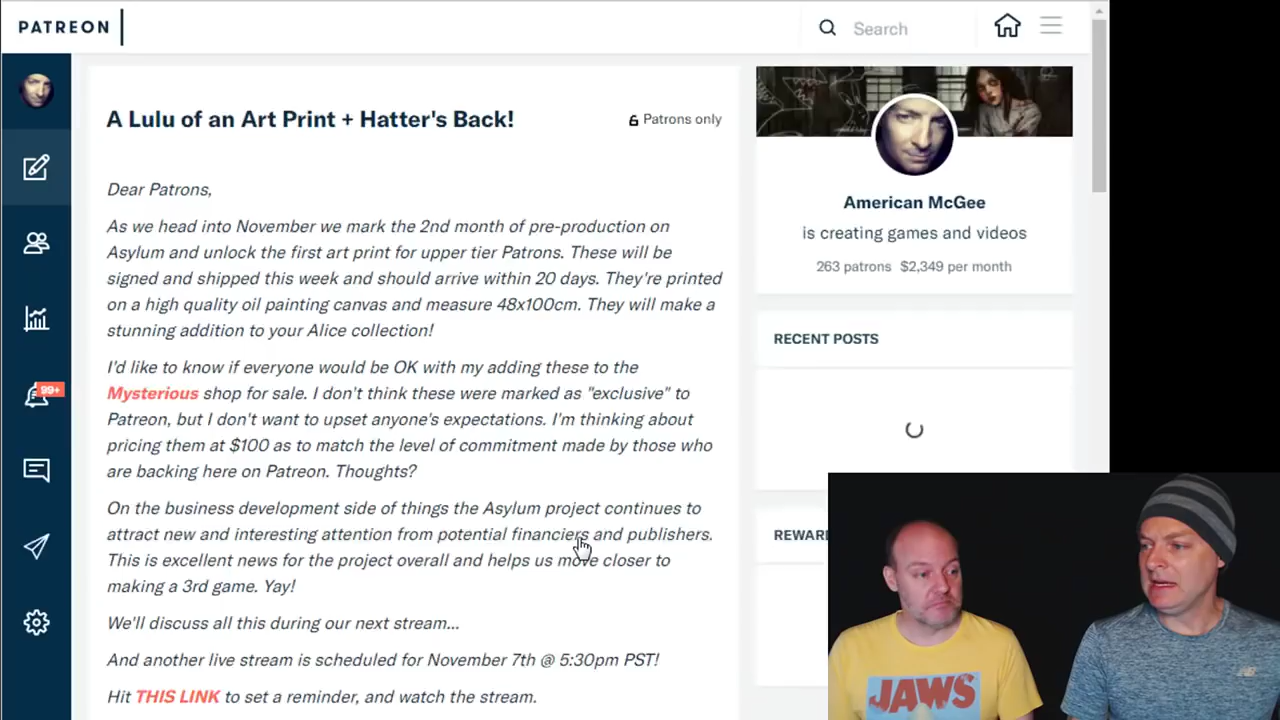 PATREON
Search
A Lulu of an Art Print + Hatter's Back!
Patrons only
Dear Patrons,
As we head into November we mark the 2nd month of pre-production on
Asylum and unlock the first art print for upper tier Patrons. These will be
signed and shipped this week and should arrive within 20 days. They're printed
on a high quality oil painting canvas and measure 48x100cm. They will make a
stunning addition to your Alice collection!
I'd like to know if everyone would be OK with my adding these to the
Mysterious shop for sale. I don't think these were marked as "exclusive" to
Patreon, but I don't want to upset anyone's expectations. I'm thinking about
pricing them at $100 as to match the level of commitment made by those who
are backing here on Patreon. Thoughts?
On the business development side of things the Asylum project continues to
attract new and interesting attention from potential financiers and publishers.
This is excellent news for the project overall and helps us move closer to
making a 3rd game. Yay!
We'll discuss all this during our next stream...
And another live stream is scheduled for November 7th @ 5:30pm PST!
Hit THIS LINK to set a reminder, and watch the stream.
99+
American McGee
is creating games and videos
263 patrons $2,349 per month
RECENT POSTS
REWAR
JAWS